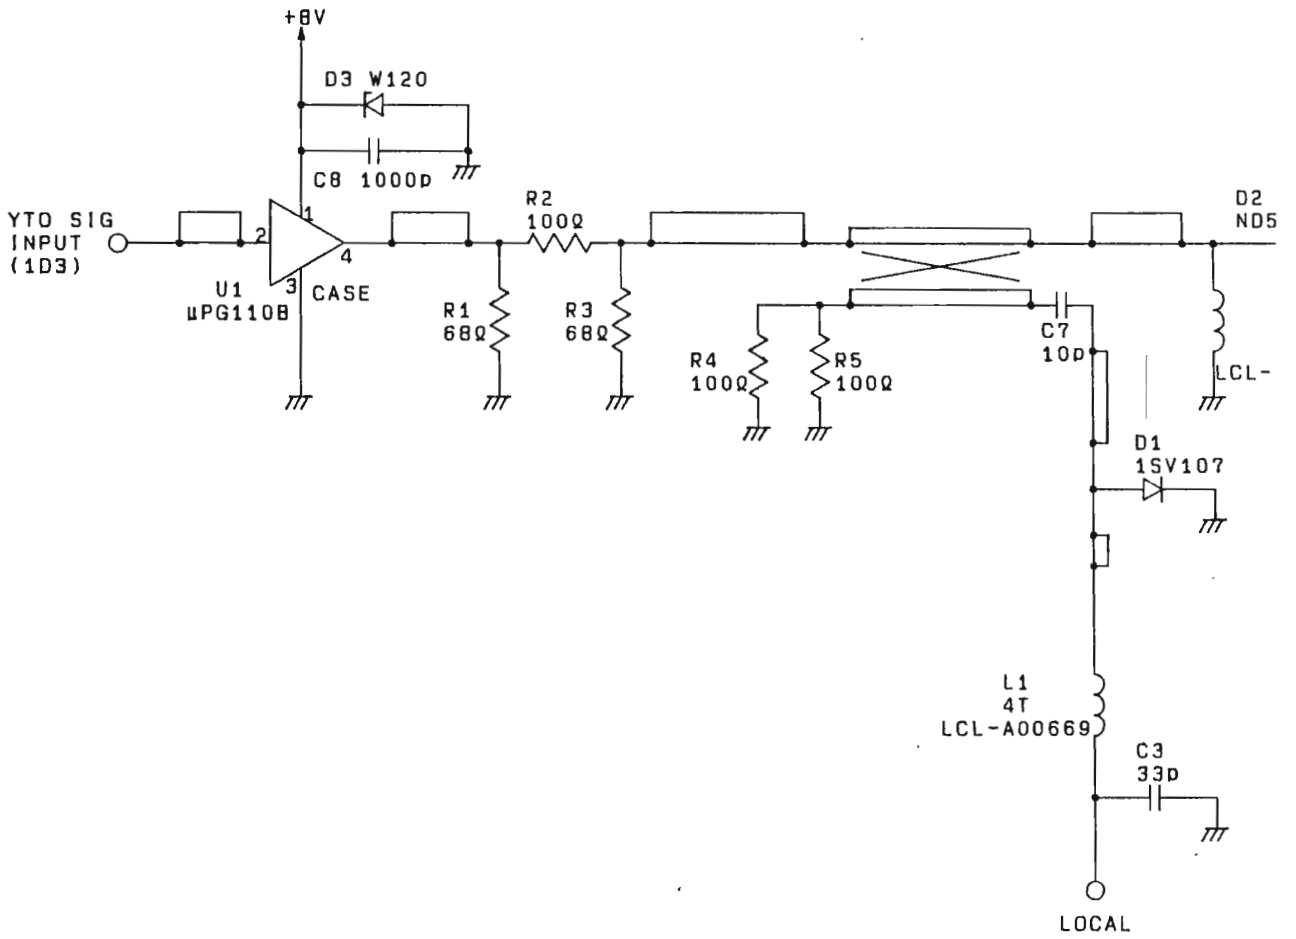 +8V
D3 W120
C8 1000p
YTO SIG
INPUT
(1D3)
2
1
4
3
U1
µPG110B
CASE
R2
100Ω
R1
68Ω
R3
68Ω
R4
100Ω
R5
100Ω
C7
10p
D2
ND5
LCL-
D1
1SV107
L1
4T
LCL-A00669
C3
33p
LOCAL